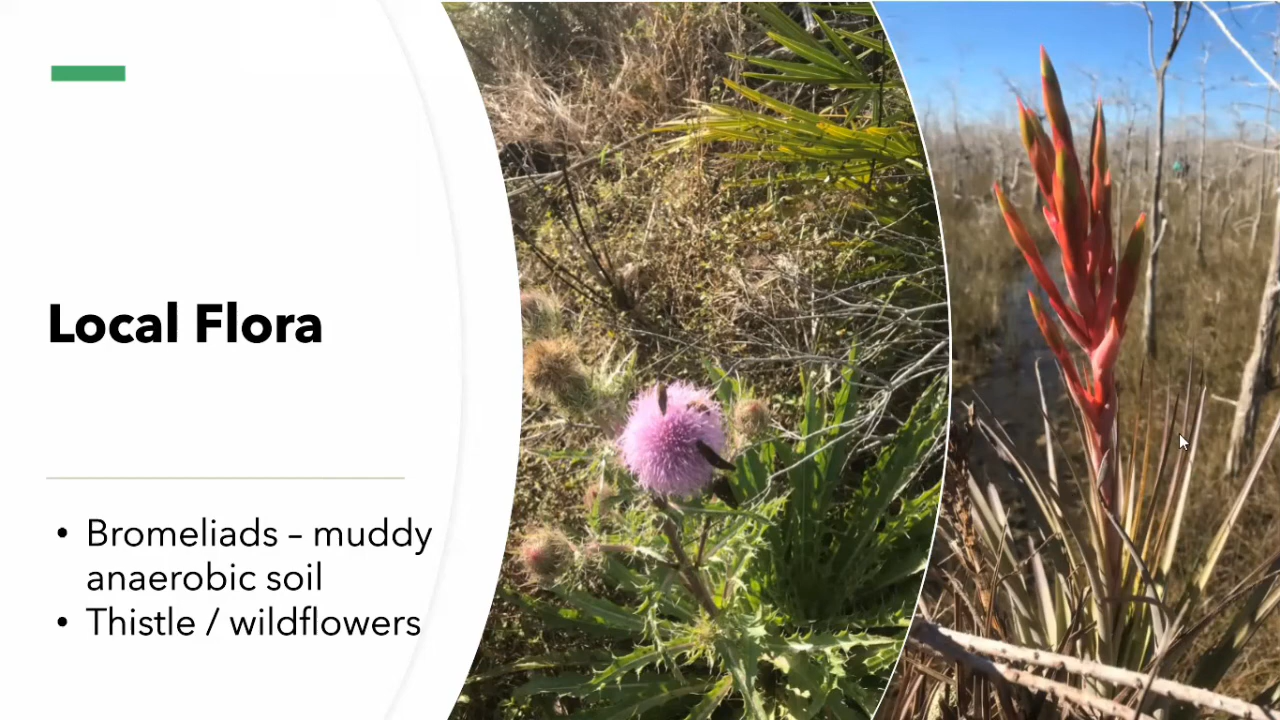 Local Flora
• Bromeliads – muddy
anaerobic soil
• Thistle / wildflowers